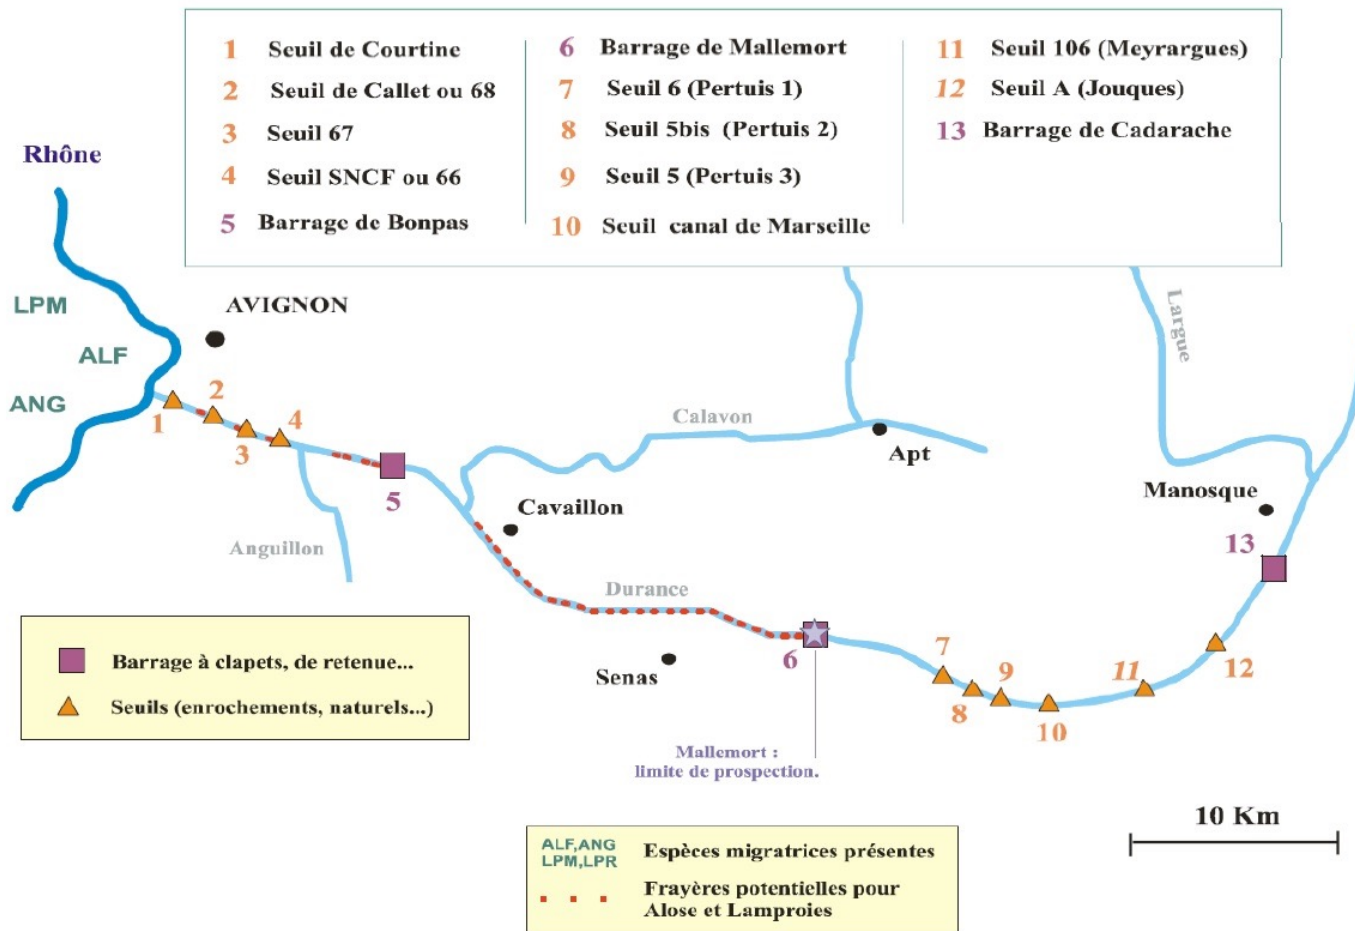 1 Seuil de Courtine
2 Seuil de Callet ou 68
3 Seuil 67
4 Seuil SNCF ou 66
5 Barrage de Bonpas
6 Barrage de Mallemort
7 Seuil 6 (Pertuis 1)
8 Seuil 5bis (Pertuis 2)
9 Seuil 5 (Pertuis 3)
10 Seuil canal de Marseille
11 Seuil 106 (Meyrargues)
12 Seuil A (Jouques)
13 Barrage de Cadarache
Rhône
LPM
ALF
ANG
AVIGNON
1
2
3
4
5
Anguillon
Cavaillon
Calavon
Apt
Largue
Manosque
13
Durance
Senas
6
7
8
9
10
11
12
Mallemort :
limite de prospection.
Barrage à clapets, de retenue...
Seuils (enrochements, naturels...)
10 Km
ALF,ANG
LPM,LPR
Espèces migratrices présentes
Frayères potentielles pour
Alose et Lamproies